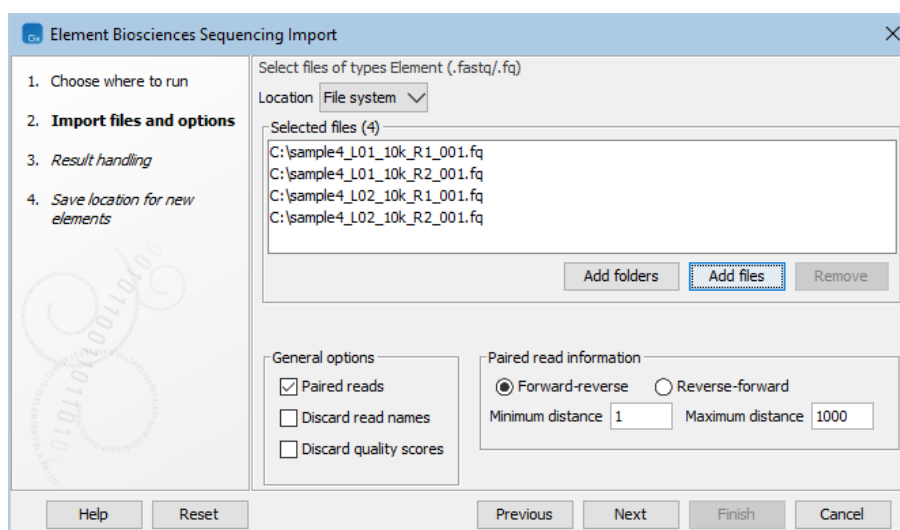 Gx Element Biosciences Sequencing Import
1. Choose where to run
2. Import files and options
3. Result handling
4. Save location for new
elements
Select files of types Element (.fastq/.fq)
Location File system
Selected files (4)
C:\sample4_L01_10k_R1_001.fq
C:\sample4_L01_10k_R2_001.fq
C:\sample4_L02_10k_R1_001.fq
C:\sample4_L02_10k_R2_001.fq
Add folders Add files Remove
General options
Paired reads
Discard read names
Discard quality scores
Paired read information
Forward-reverse Reverse-forward
Minimum distance 1 Maximum distance 1000
Help Reset Previous Next Finish Cancel